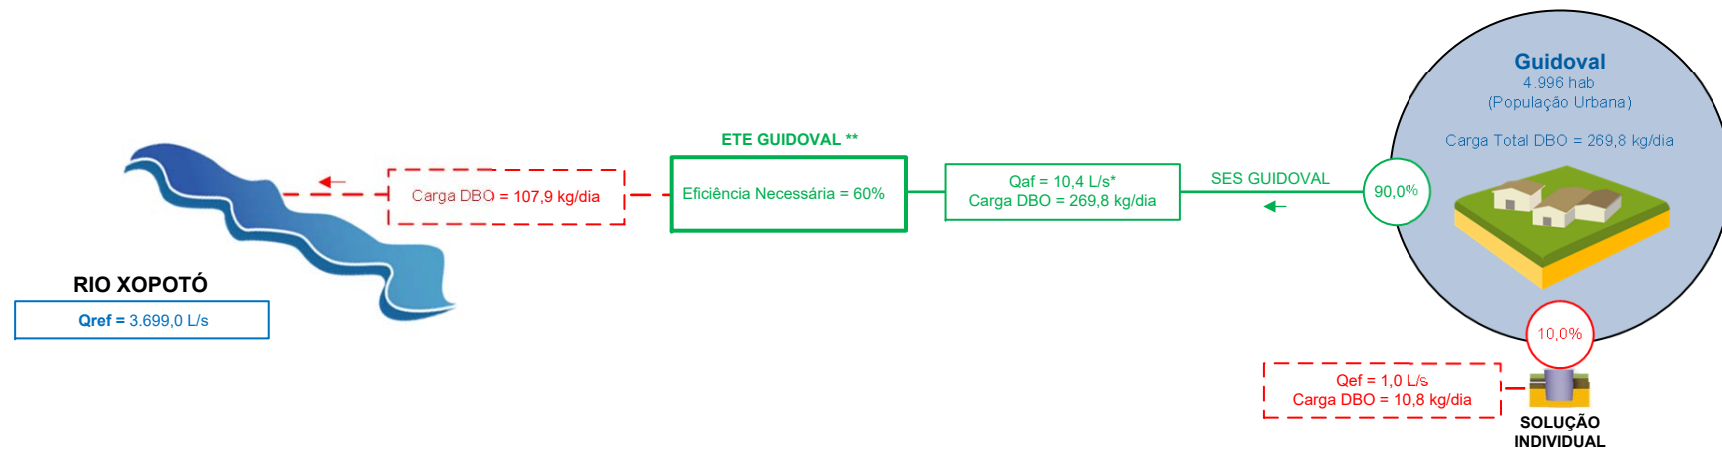 Guidoval
4.996 hab
(População Urbana)
Carga Total DBO = 269,8 kg/dia
90,0%
SES GUIDOVAL
Qaf = 10,4 L/s*
Carga DBO = 269,8 kg/dia
ETE GUIDOVAL **
Eficiência Necessária = 60%
Carga DBO = 107,9 kg/dia
RIO XOPOTÓ
Qref = 3.699,0 L/s
10,0%
Qef = 1,0 L/s
Carga DBO = 10,8 kg/dia
SOLUÇÃO
INDIVIDUAL